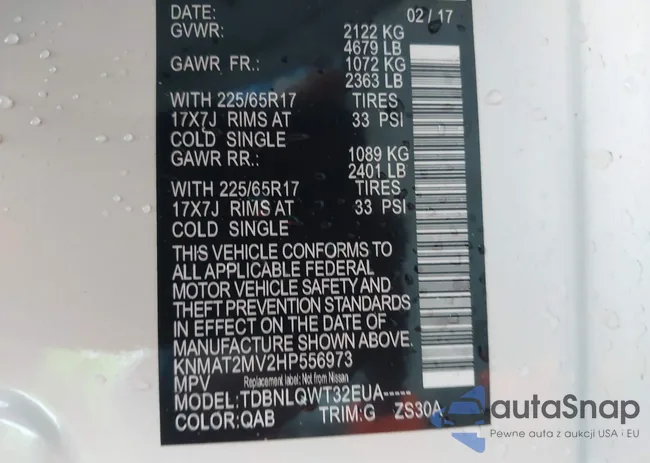 DATE: 02/17
GVWR: 2122 KG
4679 LB
GAWR FR.: 1072 KG
2363 LB
WITH 225/65R17 TIRES
17X7J RIMS AT 33 PSI
COLD SINGLE
GAWR RR.: 1089 KG
2401 LB
WITH 225/65R17 TIRES
17X7J RIMS AT 33 PSI
COLD SINGLE
THIS VEHICLE CONFORMS TO
ALL APPLICABLE FEDERAL
MOTOR VEHICLE SAFETY AND
THEFT PREVENTION STANDARDS
IN EFFECT ON THE DATE OF
MANUFACTURE SHOWN ABOVE.
KNMAT2MV2HP556973
MPV Replacement label: Not from Nissan
MODEL:TDBNLQWT32EUA-----
COLOR:QAB TRIM:G ZS30A
autaSnap
Pewne auta z aukcji USA i EU